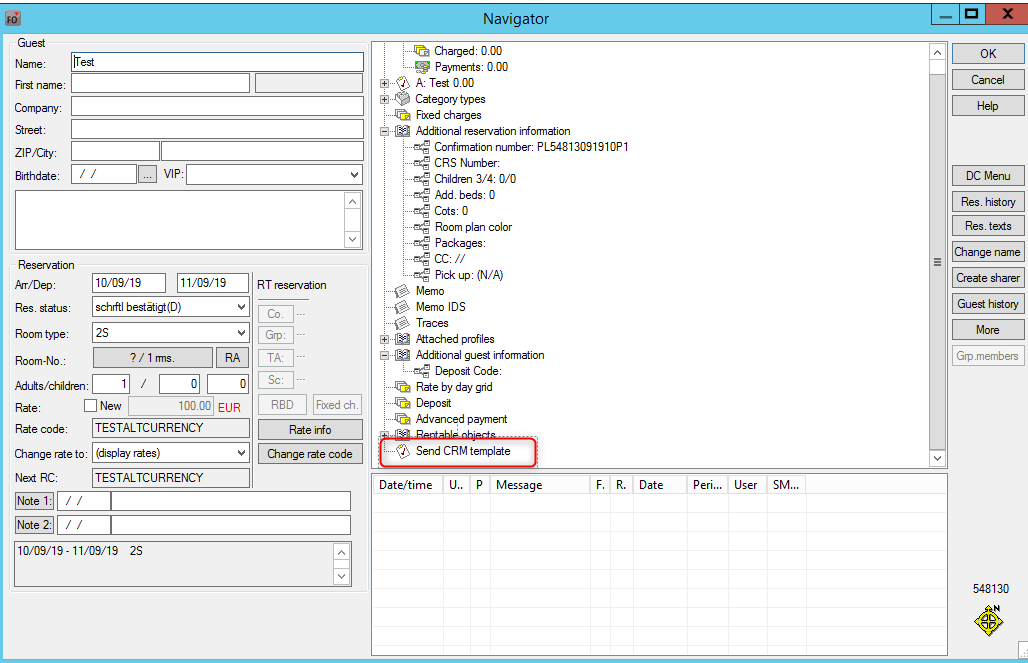 FO
Navigator
Guest
Name: Test
First name:
Company:
Street:
ZIP/City:
Birthdate: / / ... VIP:
Reservation
Arr/Dep: 10/09/19 11/09/19 RT reservation
Res. status: schrftl bestätigt(D) Co. ...
Room type: 2S Grp: ...
Room-No.: ? / 1 ms. RA TA: ...
Adults/children: 1 / 0 0 Sc: ...
Rate: New 100.00 EUR RBD Fixed ch.
Rate code: TESTALTCURRENCY Rate info
Change rate to: (display rates) Change rate code
Next RC: TESTALTCURRENCY
Note 1: / /
Note 2: / /
10/09/19 - 11/09/19 2S
Charged: 0.00
Payments: 0.00
A: Test 0.00
Category types
Fixed charges
Additional reservation information
Confirmation number: PL54813091910P1
CRS Number:
Children 3/4: 0/0
Add. beds: 0
Cots: 0
Room plan color
Packages:
CC: //
Pick up: (N/A)
Memo
Memo IDS
Traces
Attached profiles
Additional guest information
Deposit Code:
Rate by day grid
Deposit
Advanced payment
Rentable objects
Send CRM template
Date/time U.. P Message F. R. Date Peri... User SM...
OK
Cancel
Help
DC Menu
Res. history
Res. texts
Change name
Create sharer
Guest history
More
Grp.members
548130
N